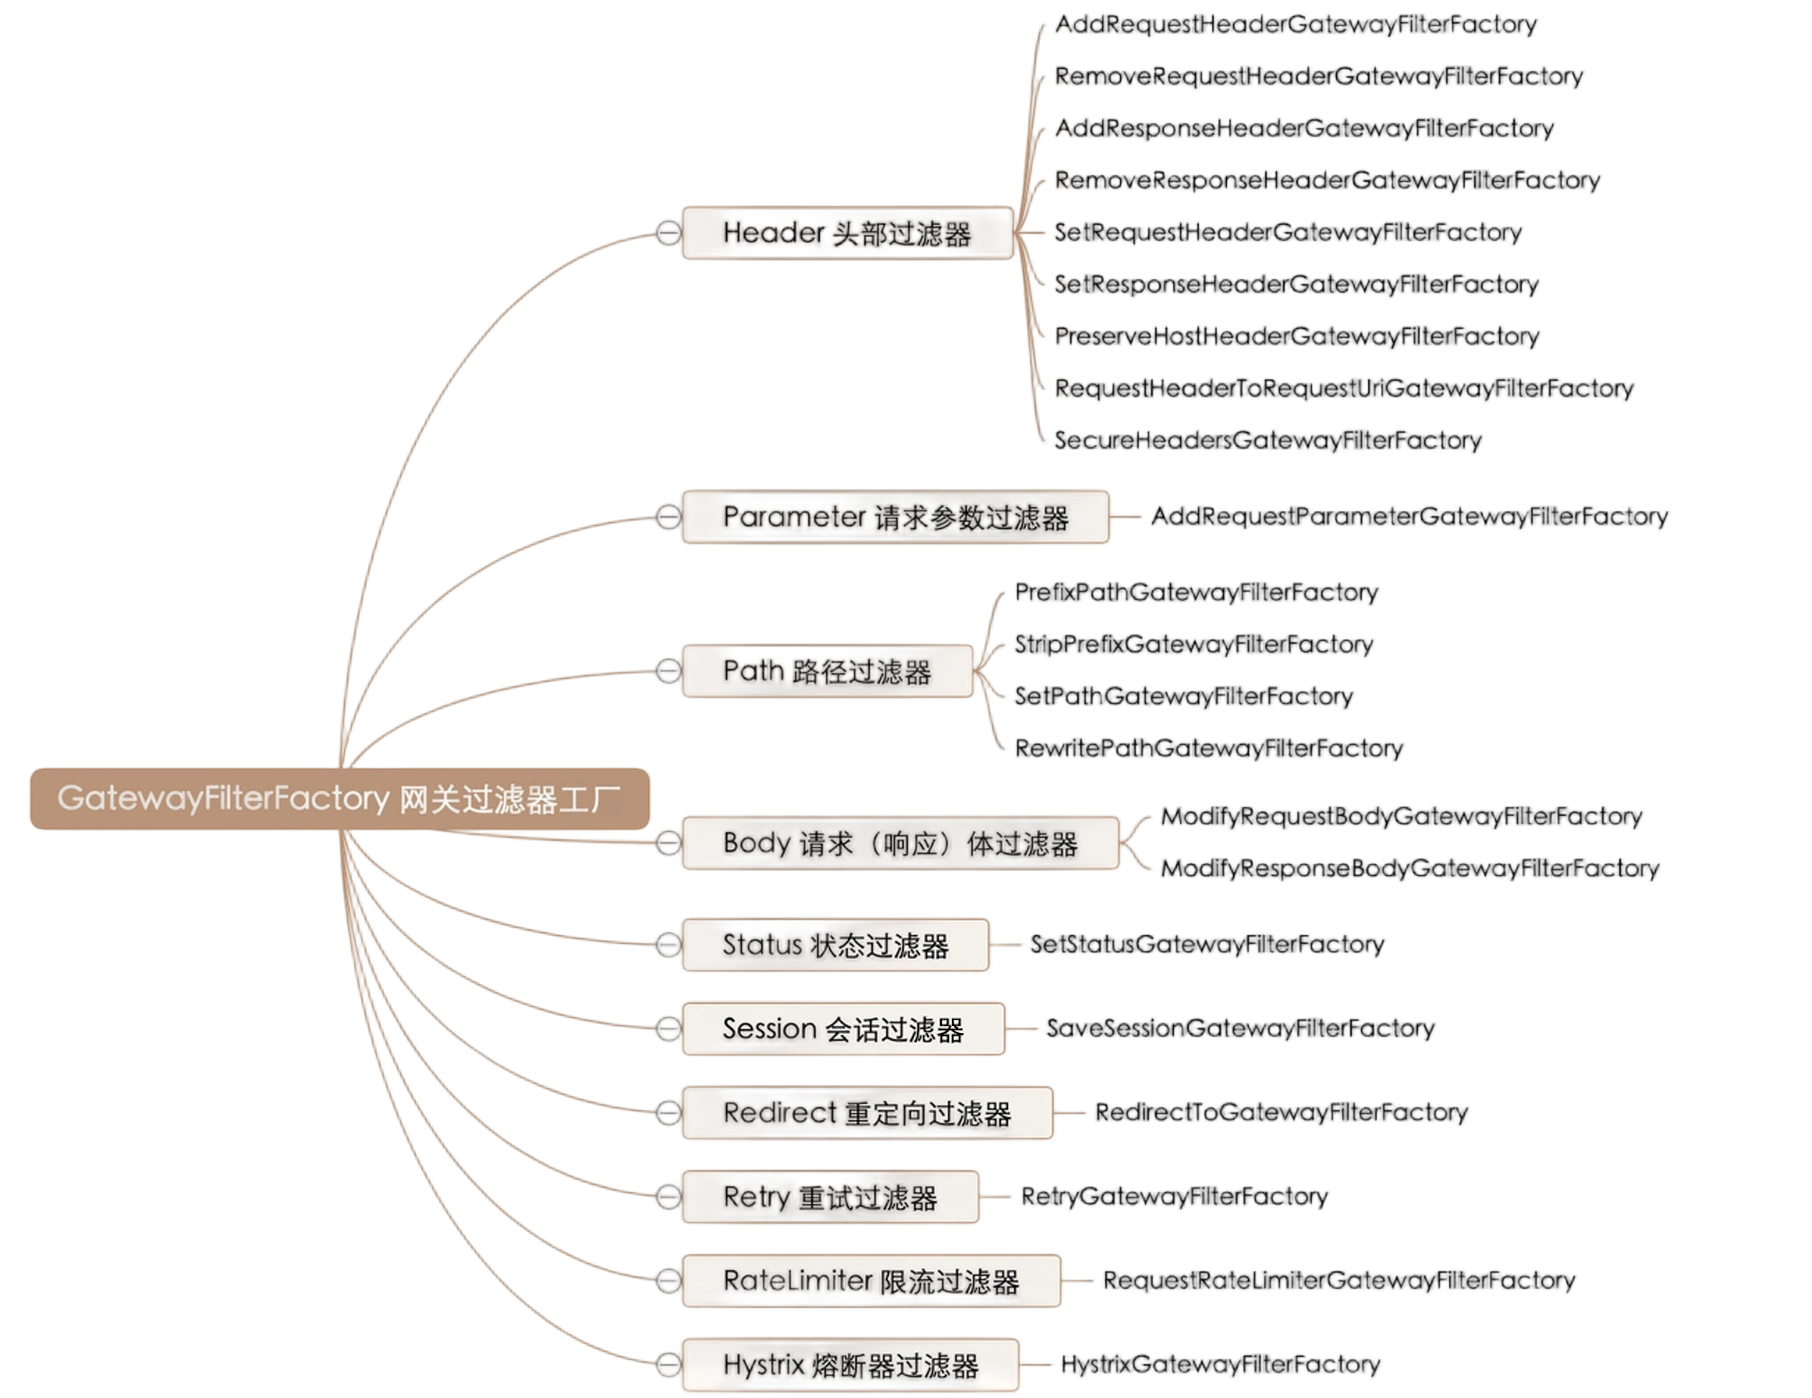 AddRequestHeaderGatewayFilterFactory
RemoveRequestHeaderGatewayFilterFactory
AddResponseHeaderGatewayFilterFactory
RemoveResponseHeaderGatewayFilterFactory
Header 头部过滤器
SetRequestHeaderGatewayFilterFactory
SetResponseHeaderGatewayFilterFactory
PreserveHostHeaderGatewayFilterFactory
RequestHeaderToRequestUriGatewayFilterFactory
SecureHeadersGatewayFilterFactory
Parameter 请求参数过滤器
AddRequestParameterGatewayFilterFactory
PrefixPathGatewayFilterFactory
StripPrefixGatewayFilterFactory
Path 路径过滤器
SetPathGatewayFilterFactory
RewritePathGatewayFilterFactory
GatewayFilterFactory 网关过滤器工厂
ModifyRequestBodyGatewayFilterFactory
Body 请求（响应）体过滤器
ModifyResponseBodyGatewayFilterFactory
Status 状态过滤器
SetStatusGatewayFilterFactory
Session 会话过滤器
SaveSessionGatewayFilterFactory
Redirect 重定向过滤器
RedirectToGatewayFilterFactory
Retry 重试过滤器
RetryGatewayFilterFactory
RateLimiter 限流过滤器
RequestRateLimiterGatewayFilterFactory
Hystrix 熔断器过滤器
HystrixGatewayFilterFactory